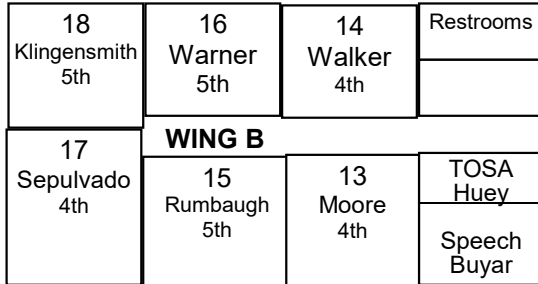 18
Klingensmith
5th
16
Warner
5th
14
Walker
4th
Restrooms
WING B
17
Sepulvado
4th
15
Rumbaugh
5th
13
Moore
4th
TOSA
Huey
Speech
Buyar